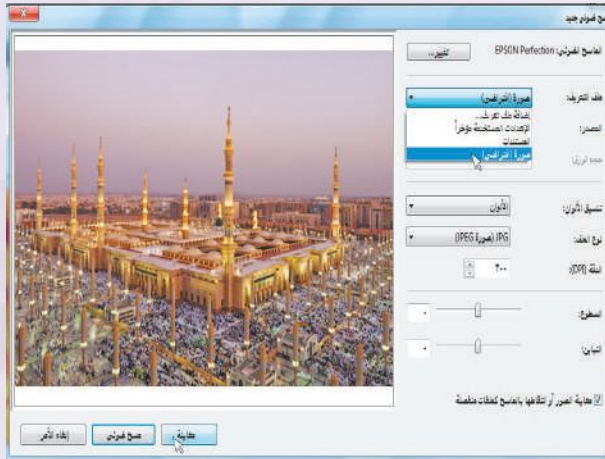 مسح ضوئي جديد
الماسح الضوئي: EPSON Perfection
تغيير...
ملف التعريف:
صورة (افتراضي)
إضافة ملف تعريف...
الإعدادات المستخدمة مؤخراً
المستندات
صورة (افتراضي)
المصدر:
حجم الورق:
تنسيق الألوان:
الألوان
نوع الملف:
JPG (صورة JPEG)
الدقة (DPI):
٣٠٠
السطوع:
٠
التباين:
٠
معاينة الصور أو التقاطها بالماسح كملفات منفصلة
معاينة
مسح ضوئي
إلغاء الأمر